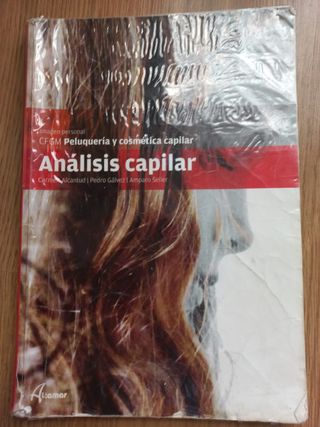 Imagen personal
CFGM Peluquería y cosmética capilar
Análisis capilar
Carmen Alcantud | Pedro Gálvez | Amparo Seller
Altamar